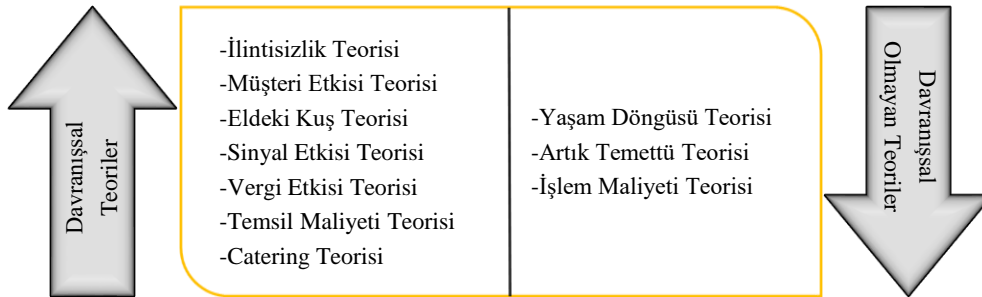 Davranışsal
Teoriler
-İlintisizlik Teorisi
-Müşteri Etkisi Teorisi
-Eldeki Kuş Teorisi
-Sinyal Etkisi Teorisi
-Vergi Etkisi Teorisi
-Temsil Maliyeti Teorisi
-Catering Teorisi
-Yaşam Döngüsü Teorisi
-Artık Temettü Teorisi
-İşlem Maliyeti Teorisi
Davranışsal
Olmayan Teoriler